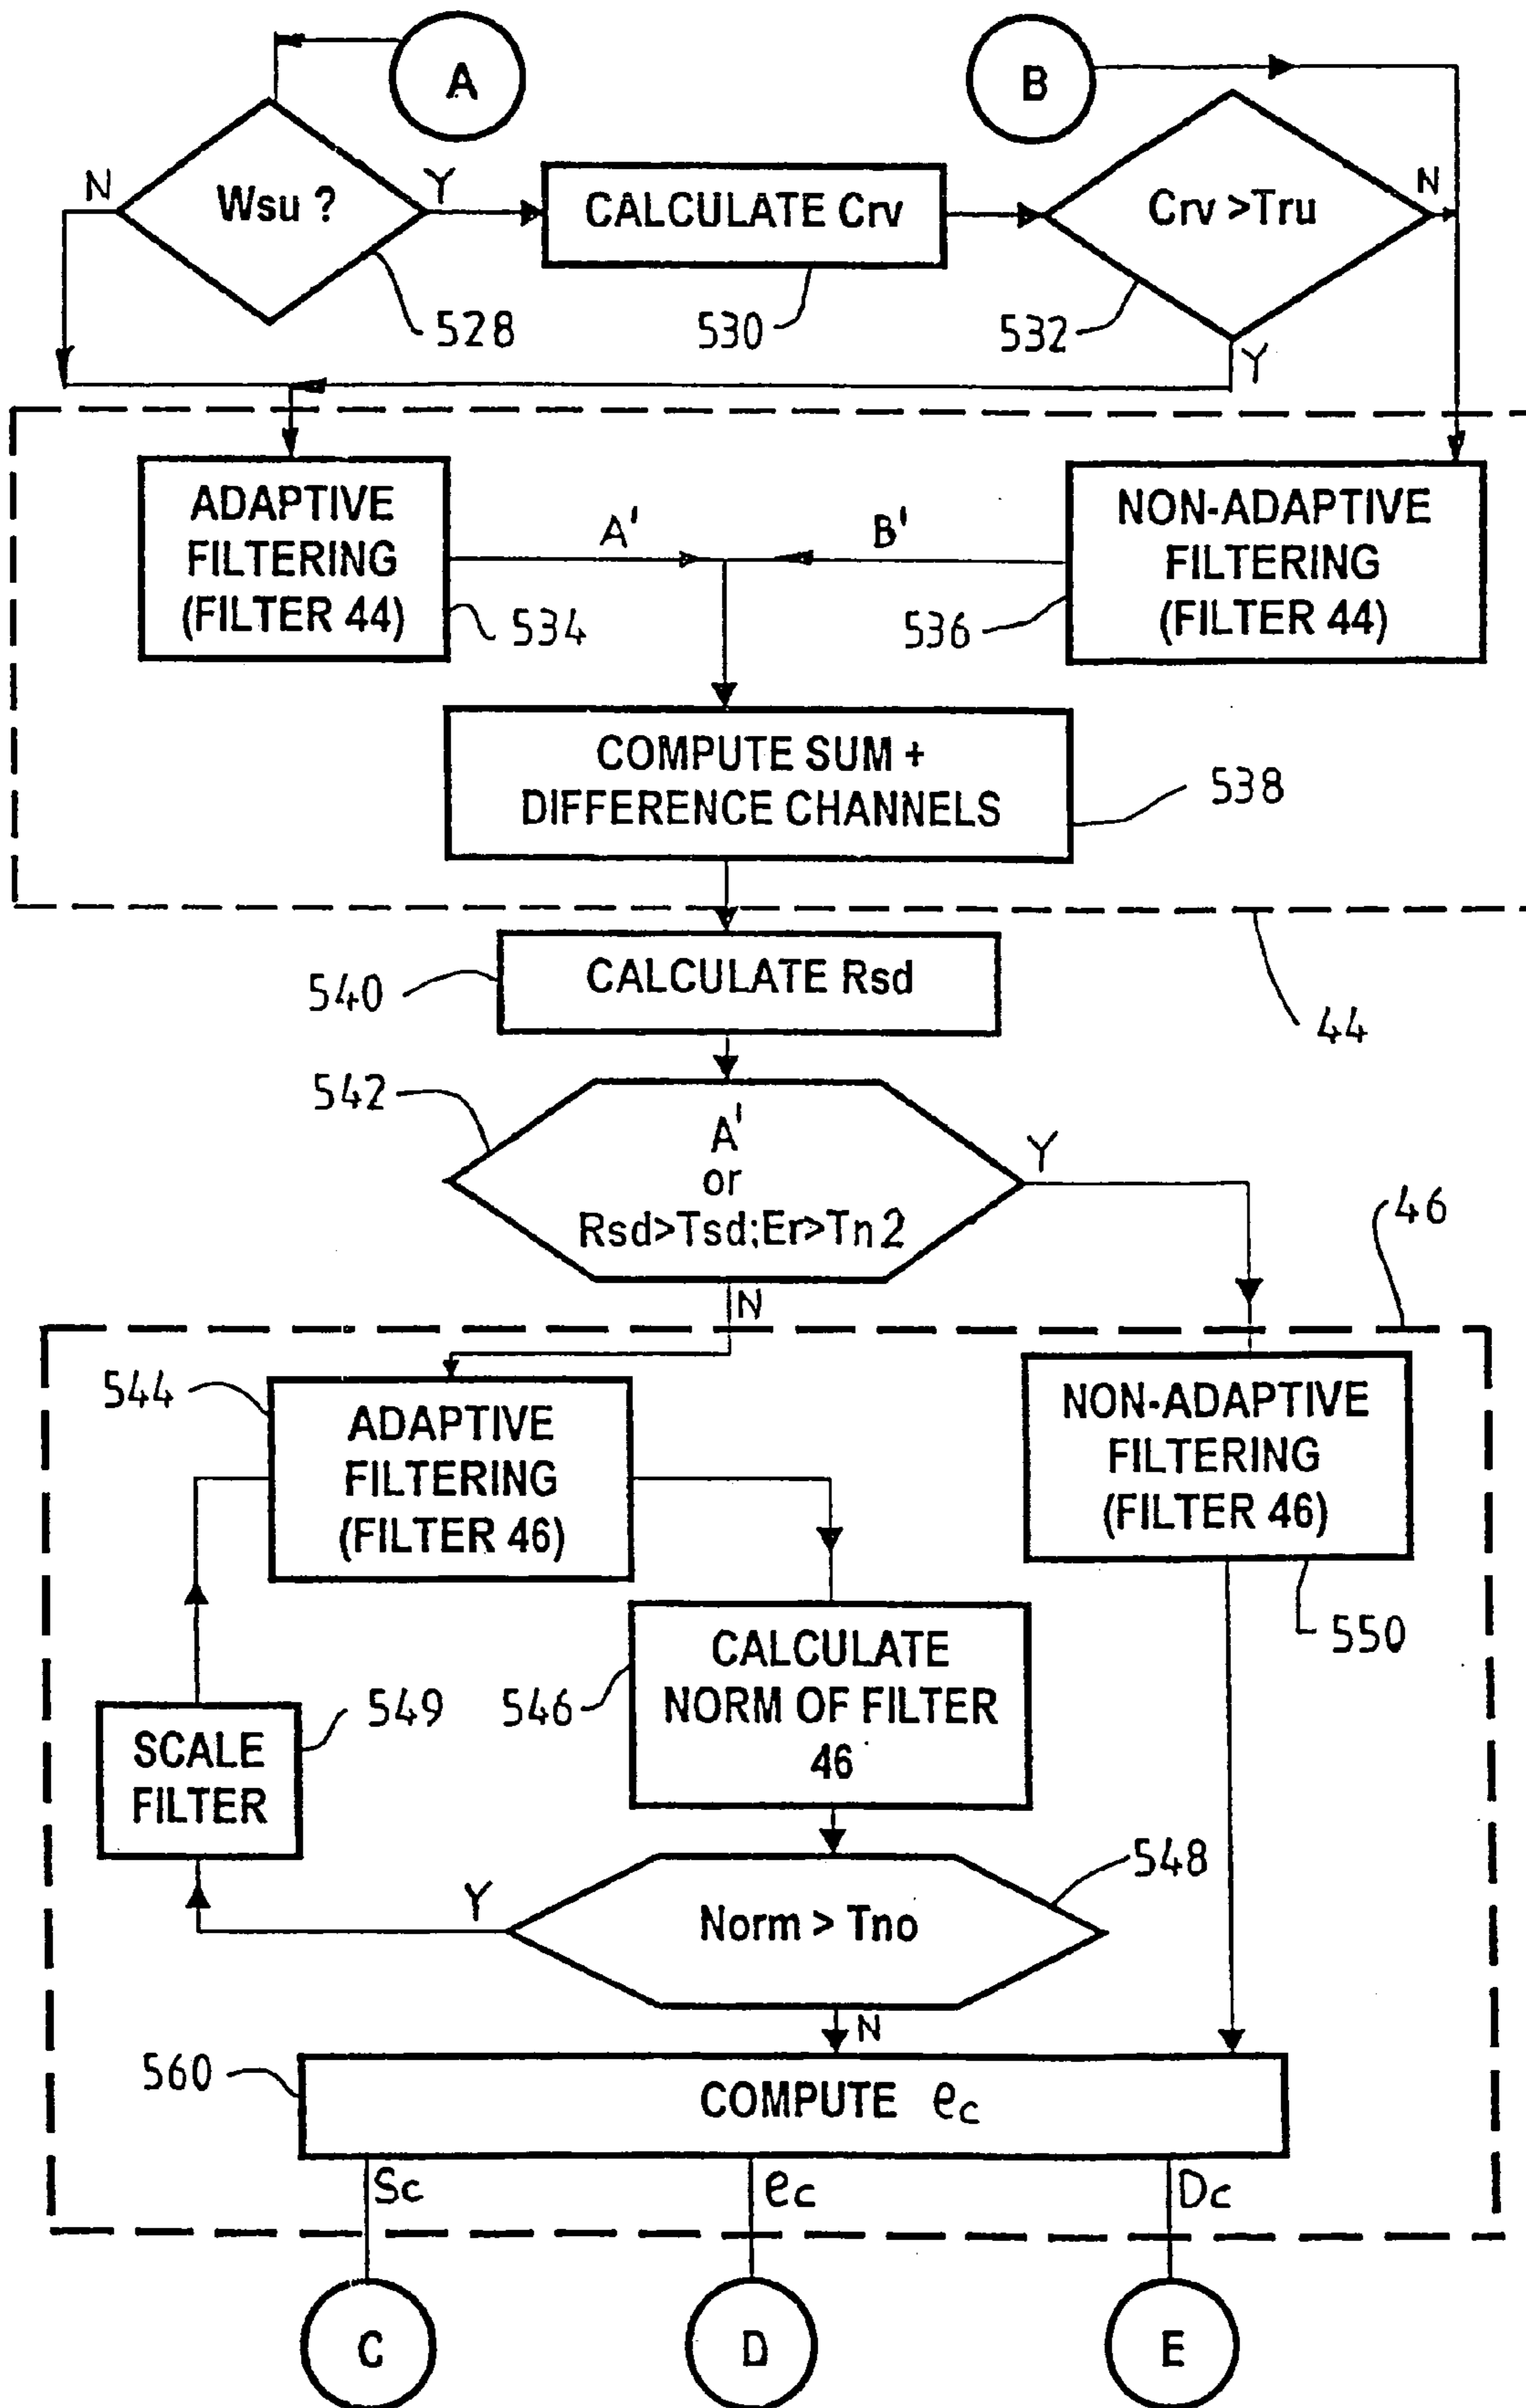 A
B
N
Wsu ?
Y
CALCULATE Crv
Crv >Tru
N
528
530
532
Y
ADAPTIVE
FILTERING
(FILTER 44)
A'
B'
NON-ADAPTIVE
FILTERING
(FILTER 44)
534
536
COMPUTE SUM +
DIFFERENCE CHANNELS
538
CALCULATE Rsd
540
44
542
A'
or
Rsd>Tsd;Er>Tn2
Y
46
N
544
ADAPTIVE
FILTERING
(FILTER 46)
NON-ADAPTIVE
FILTERING
(FILTER 46)
550
CALCULATE
NORM OF FILTER
46
546
549
SCALE
FILTER
548
Y
Norm > Tno
N
560
COMPUTE ec
Sc
ec
Dc
C
D
E